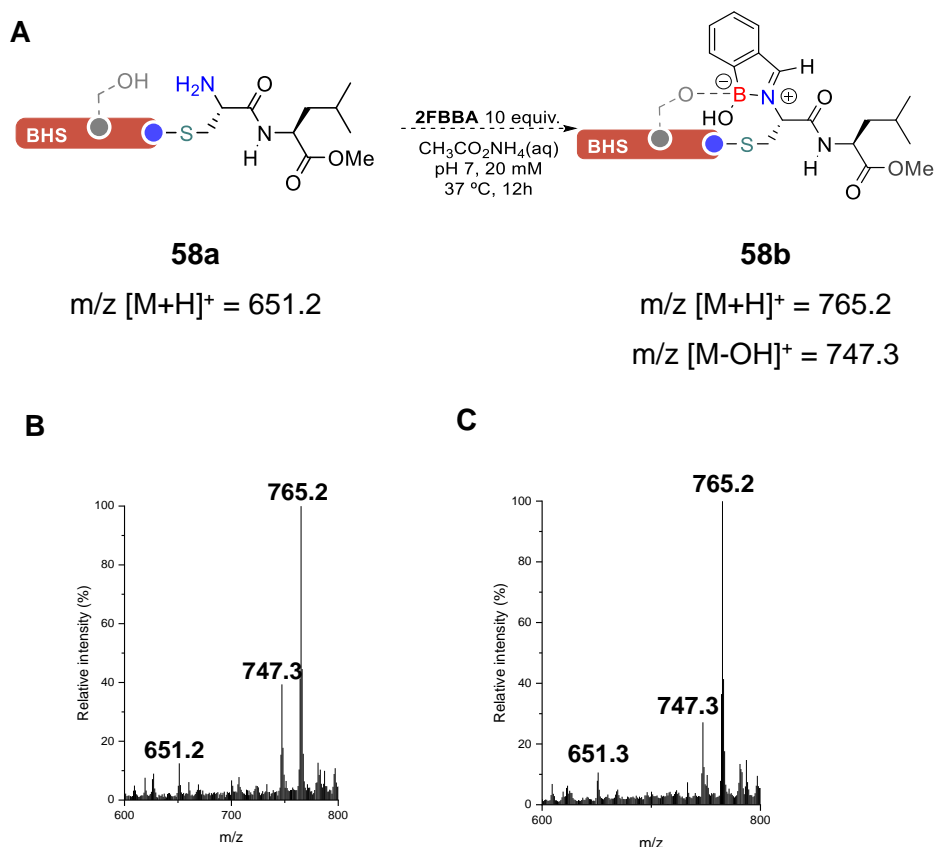 A
OH
H₂N
O
BHS
S
N
H
O
OMe
2FBBA 10 equiv.
CH₃CO₂NH₄(aq)
pH 7, 20 mM
37 ºC, 12h
H
⊖
B
N
⊕
O
HO
O
BHS
S
N
H
O
OMe
58a
58b
m/z [M+H]⁺ = 651.2
m/z [M+H]⁺ = 765.2
m/z [M-OH]⁺ = 747.3
B
765.2
747.3
651.2
Relative intensity (%)
100
80
60
40
20
0
600
700
800
m/z
C
765.2
747.3
651.3
Relative intensity (%)
100
80
60
40
20
0
600
800
m/z